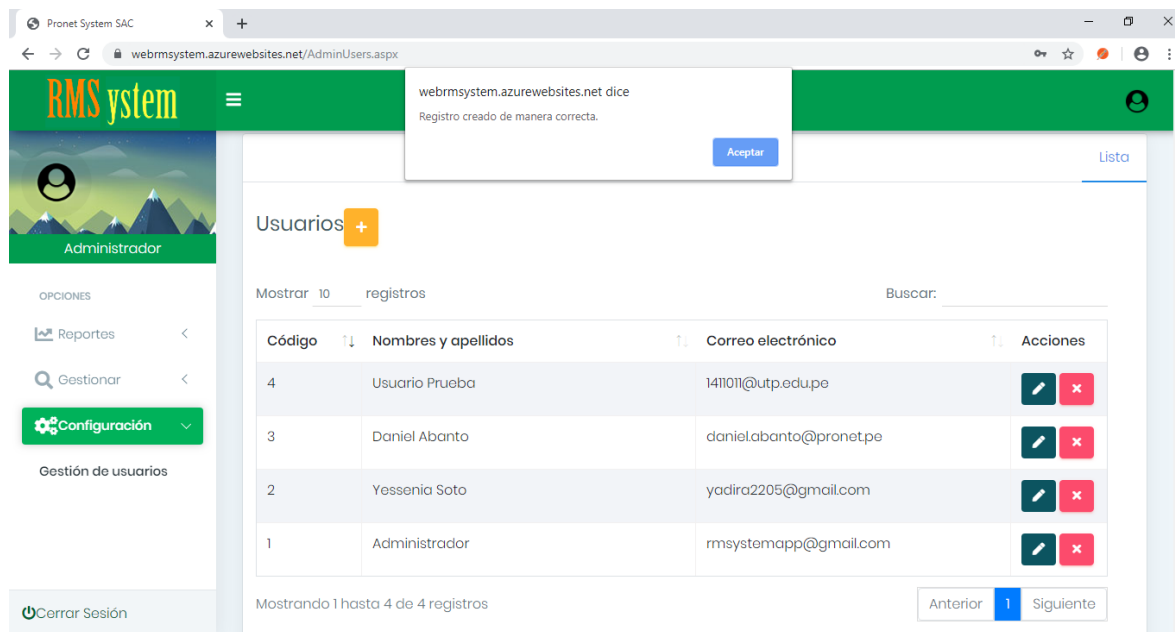 Pronet System SAC
webrmsystem.azurewebsites.net/AdminUsers.aspx
webrmsystem.azurewebsites.net dice
Registro creado de manera correcta.
Aceptar
RMSystem
Administrador
OPCIONES
Reportes
Gestionar
Configuración
Gestión de usuarios
Cerrar Sesión
Lista
Usuarios +
Mostrar 10 registros Buscar:
Código Nombres y apellidos Correo electrónico Acciones
4 Usuario Prueba 1411011@utp.edu.pe
3 Daniel Abanto daniel.abanto@pronet.pe
2 Yessenia Soto yadira2205@gmail.com
1 Administrador rmsystemapp@gmail.com
Mostrando 1 hasta 4 de 4 registros Anterior 1 Siguiente